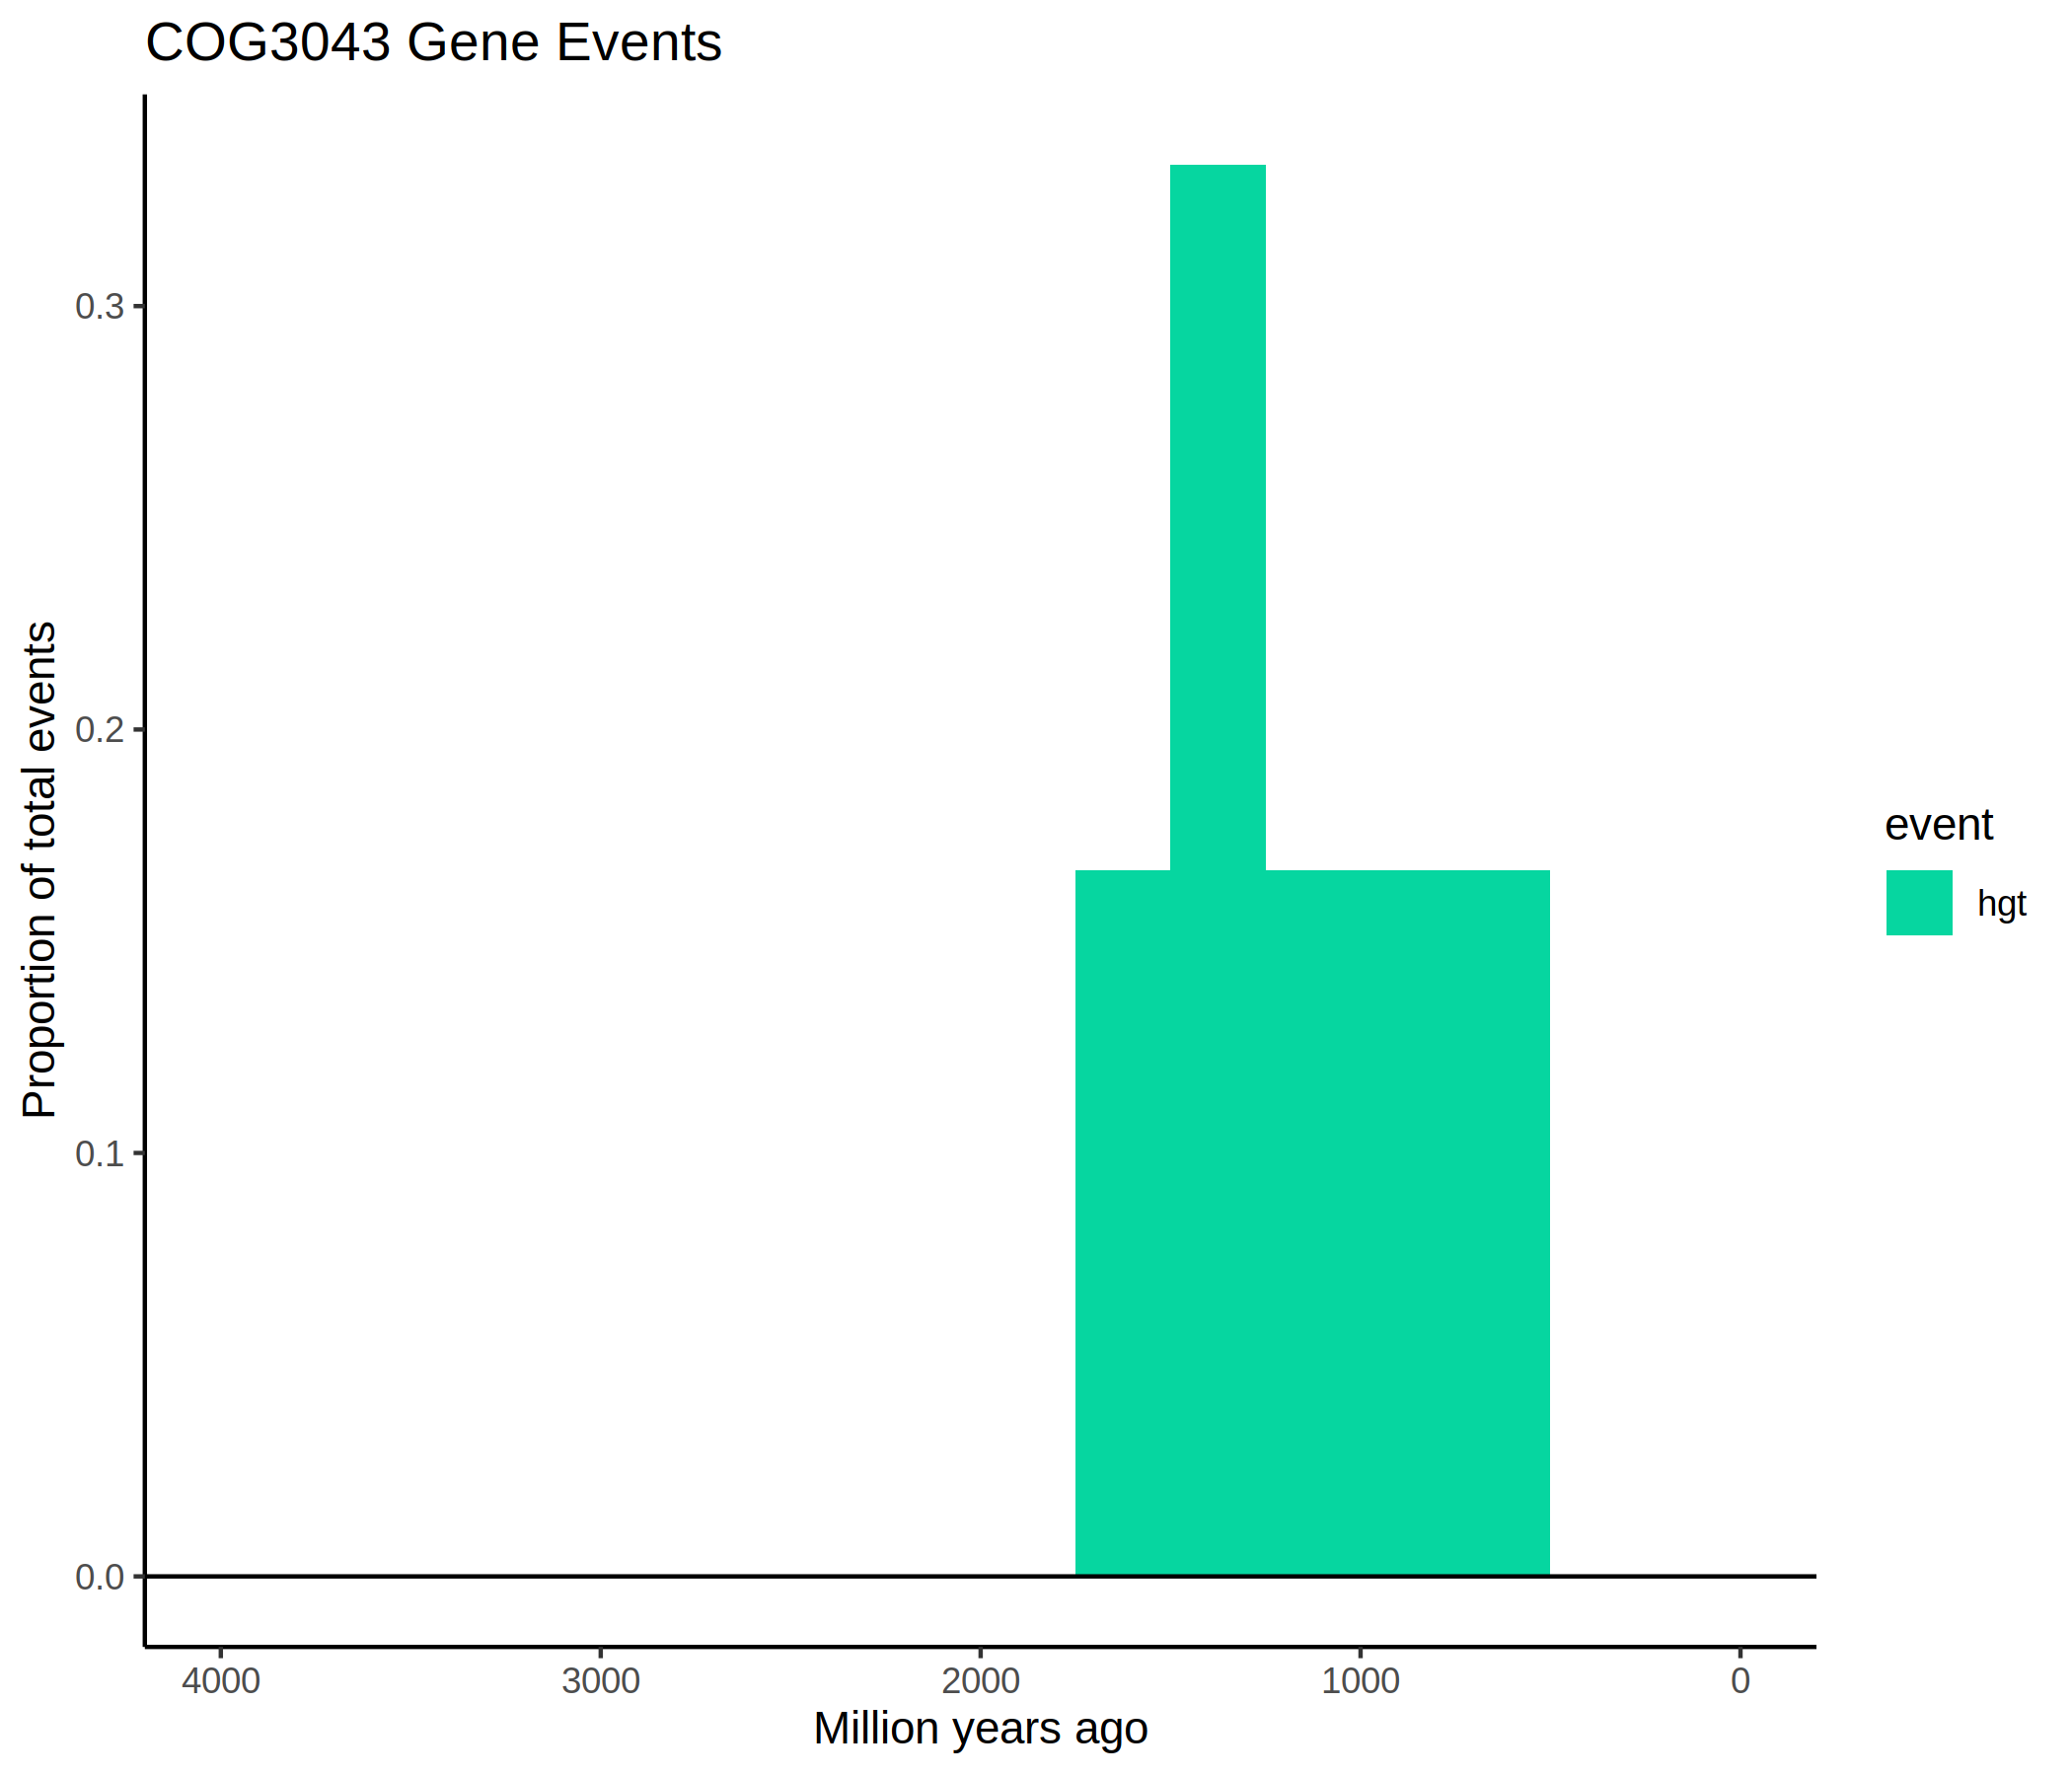 COG3043 Gene Events
Proportion of total events
0.3
0.2
0.1
0.0
4000 3000 2000 1000 0
Million years ago
event
hgt